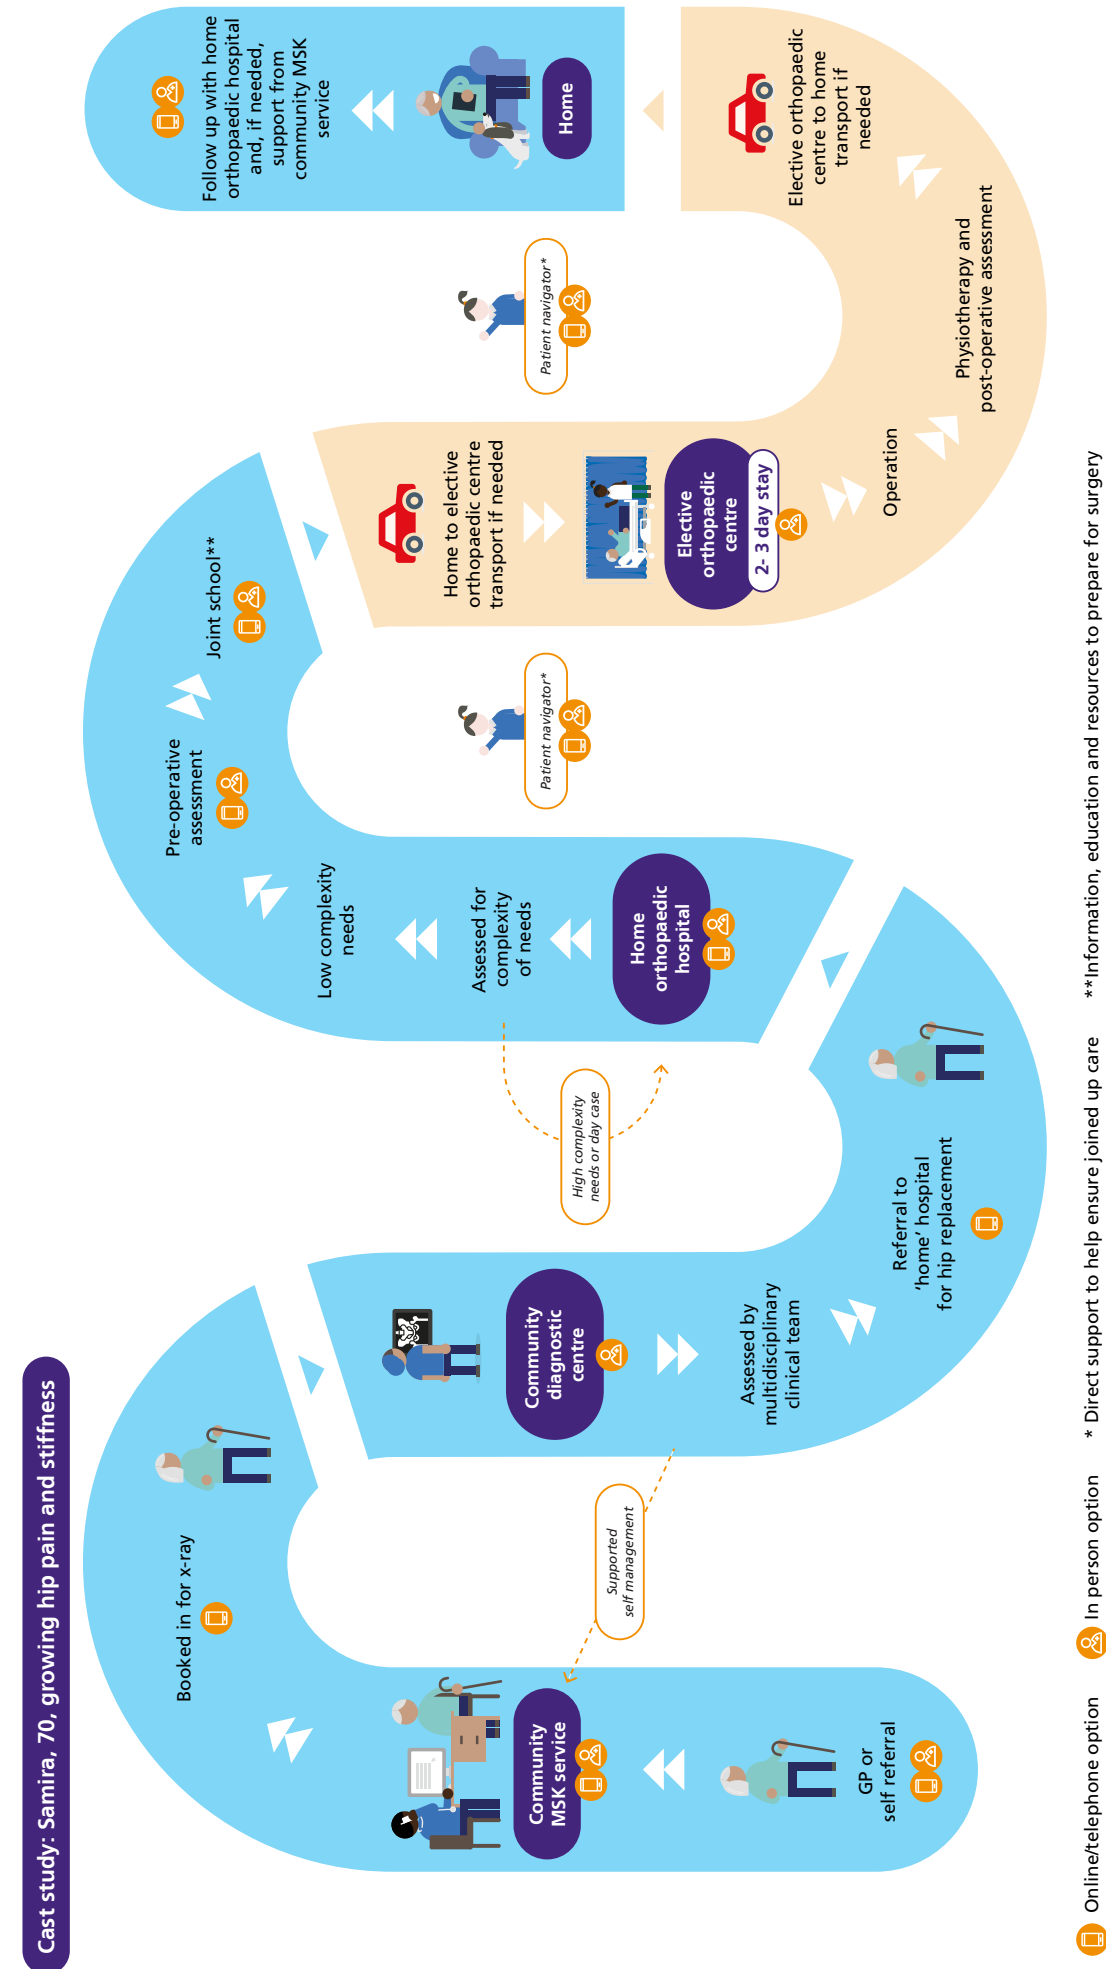 Cast study: Samira, 70, growing hip pain and stiffness
GP or
self referral
Community
MSK service
Booked in for x-ray
Community
diagnostic
centre
Assessed by
multidisciplinary
clinical team
Supported
self management
Referral to
‘home’ hospital
for hip replacement
Home
orthopaedic
hospital
Assessed for
complexity
of needs
High complexity
needs or day case
Low complexity
needs
Pre-operative
assessment
Joint school**
Patient navigator*
Home to elective
orthopaedic centre
transport if needed
Elective
orthopaedic
centre
2- 3 day stay
Operation
Physiotherapy and
post-operative assessment
Patient navigator*
Elective orthopaedic
centre to home
transport if
needed
Home
Follow up with home
orthopaedic hospital
and, if needed,
support from
community MSK
service
Online/telephone option
In person option
* Direct support to help ensure joined up care
**Information, education and resources to prepare for surgery